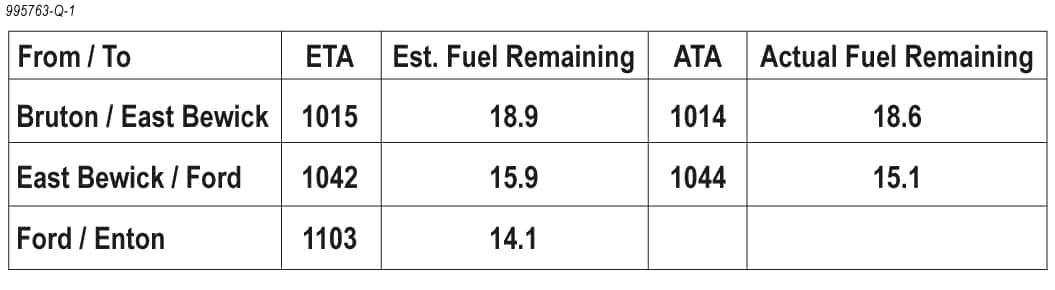 995763-Q-1
From / To ETA Est. Fuel Remaining ATA Actual Fuel Remaining
Bruton / East Bewick 1015 18.9 1014 18.6
East Bewick / Ford 1042 15.9 1044 15.1
Ford / Enton 1103 14.1